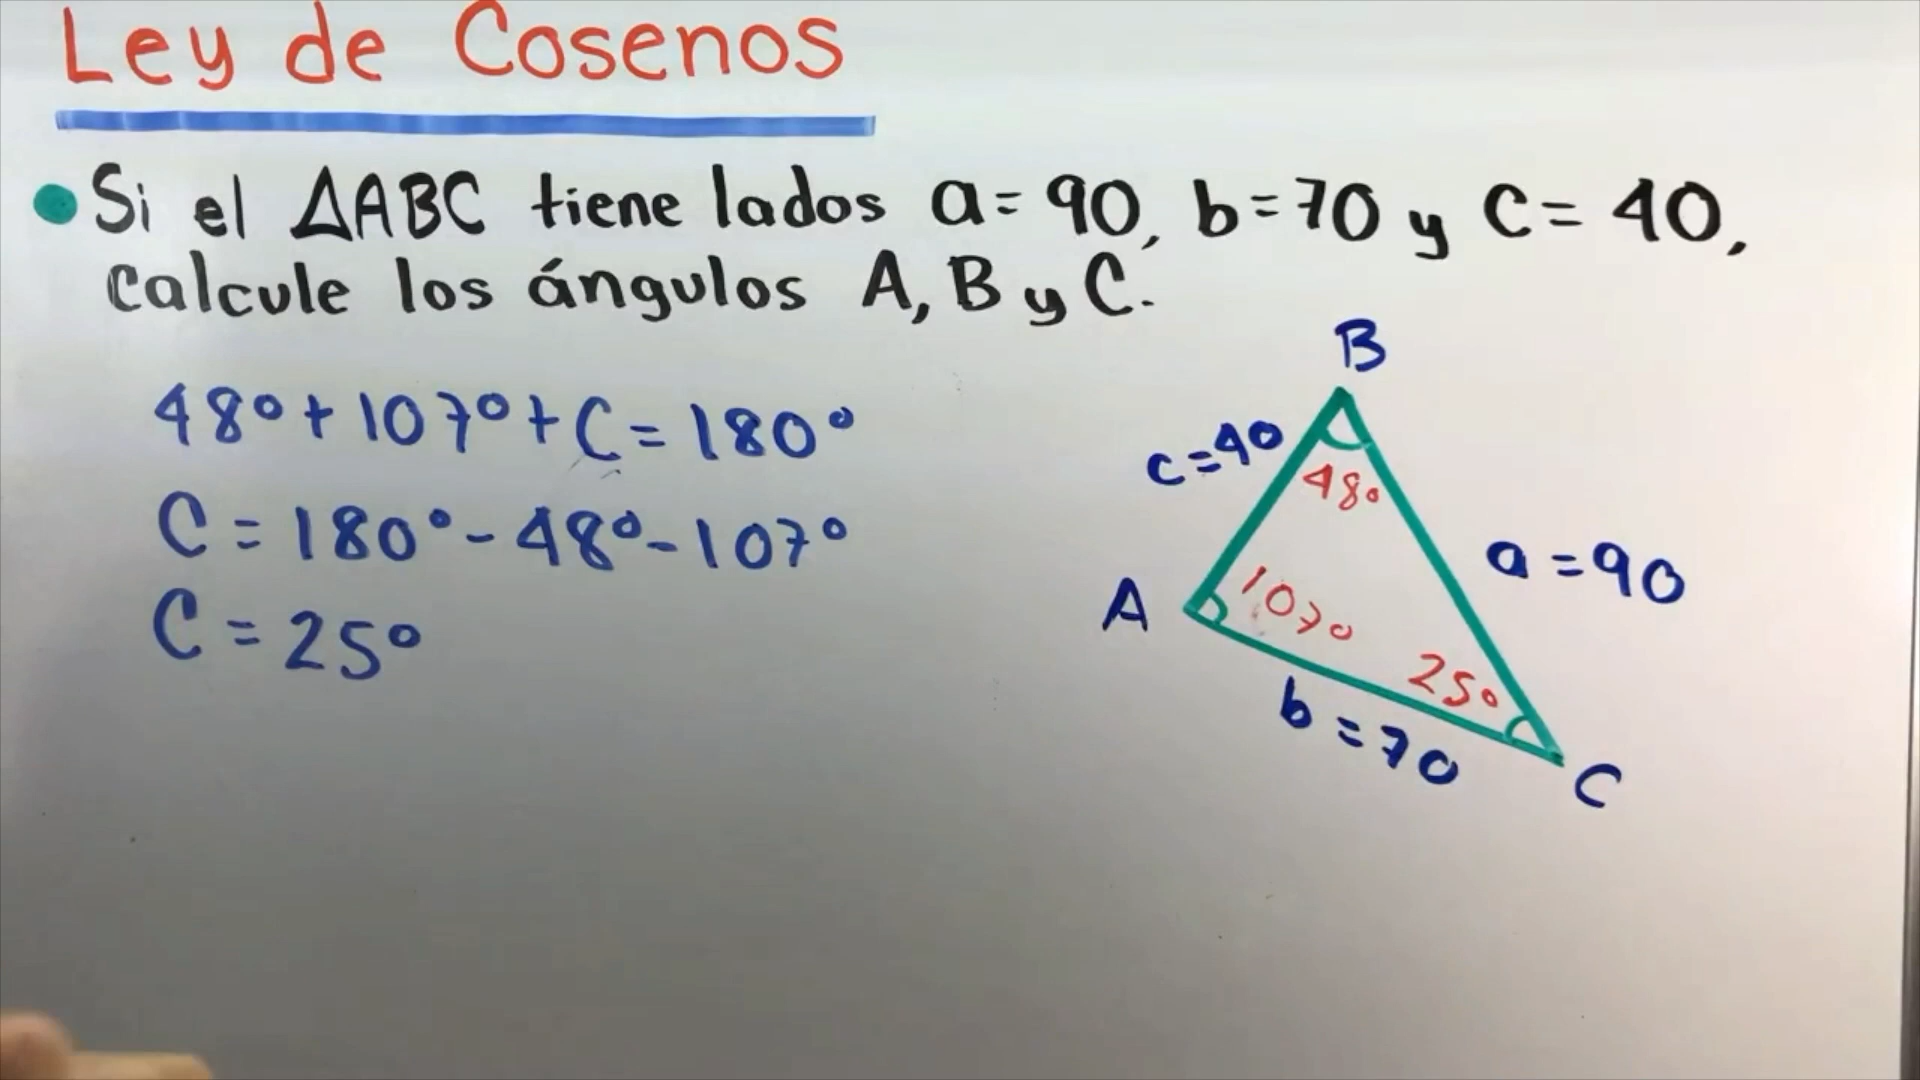 Ley de Cosenos
Si el △ABC tiene lados a=90, b=70 y C=40,
calcule los ángulos A, B y C.
48°+107°+C=180°
C=180°-48°-107°
C=25°
B
c=40
48°
a=90
A
107°
25°
b=70
C